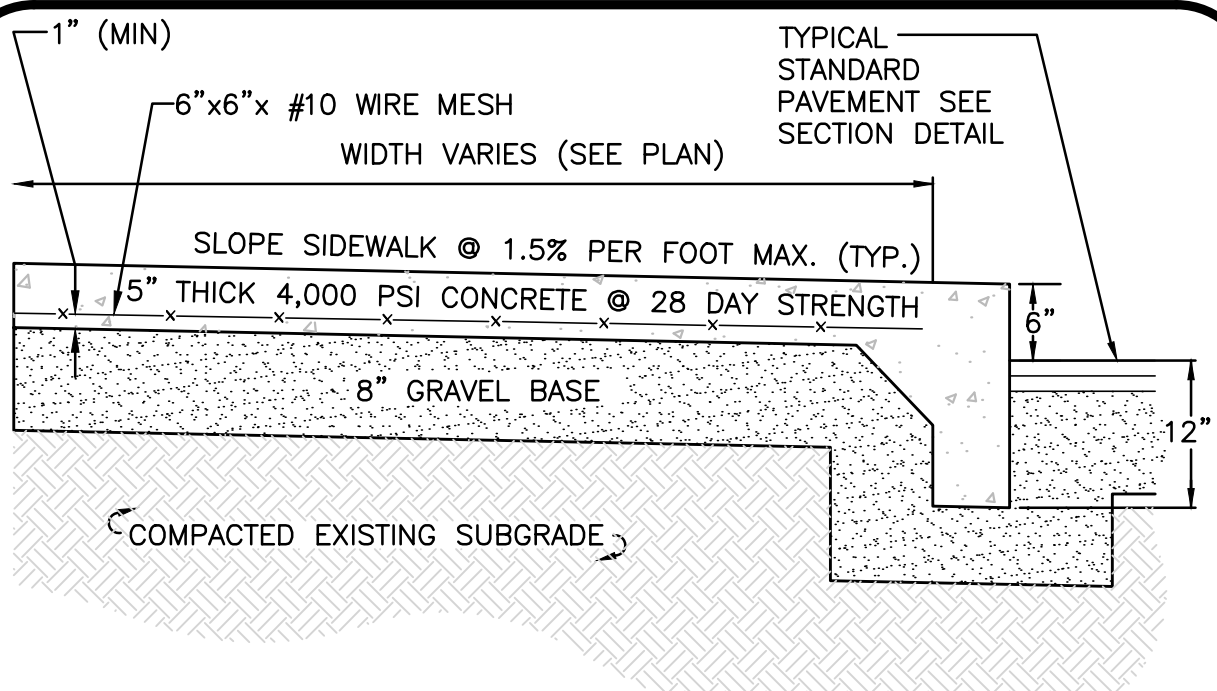 1” (MIN)
6”x6”x #10 WIRE MESH
WIDTH VARIES (SEE PLAN)
TYPICAL
STANDARD
PAVEMENT SEE
SECTION DETAIL
SLOPE SIDEWALK @ 1.5% PER FOOT MAX. (TYP.)
5” THICK 4,000 PSI CONCRETE @ 28 DAY STRENGTH
6”
8” GRAVEL BASE
12”
COMPACTED EXISTING SUBGRADE